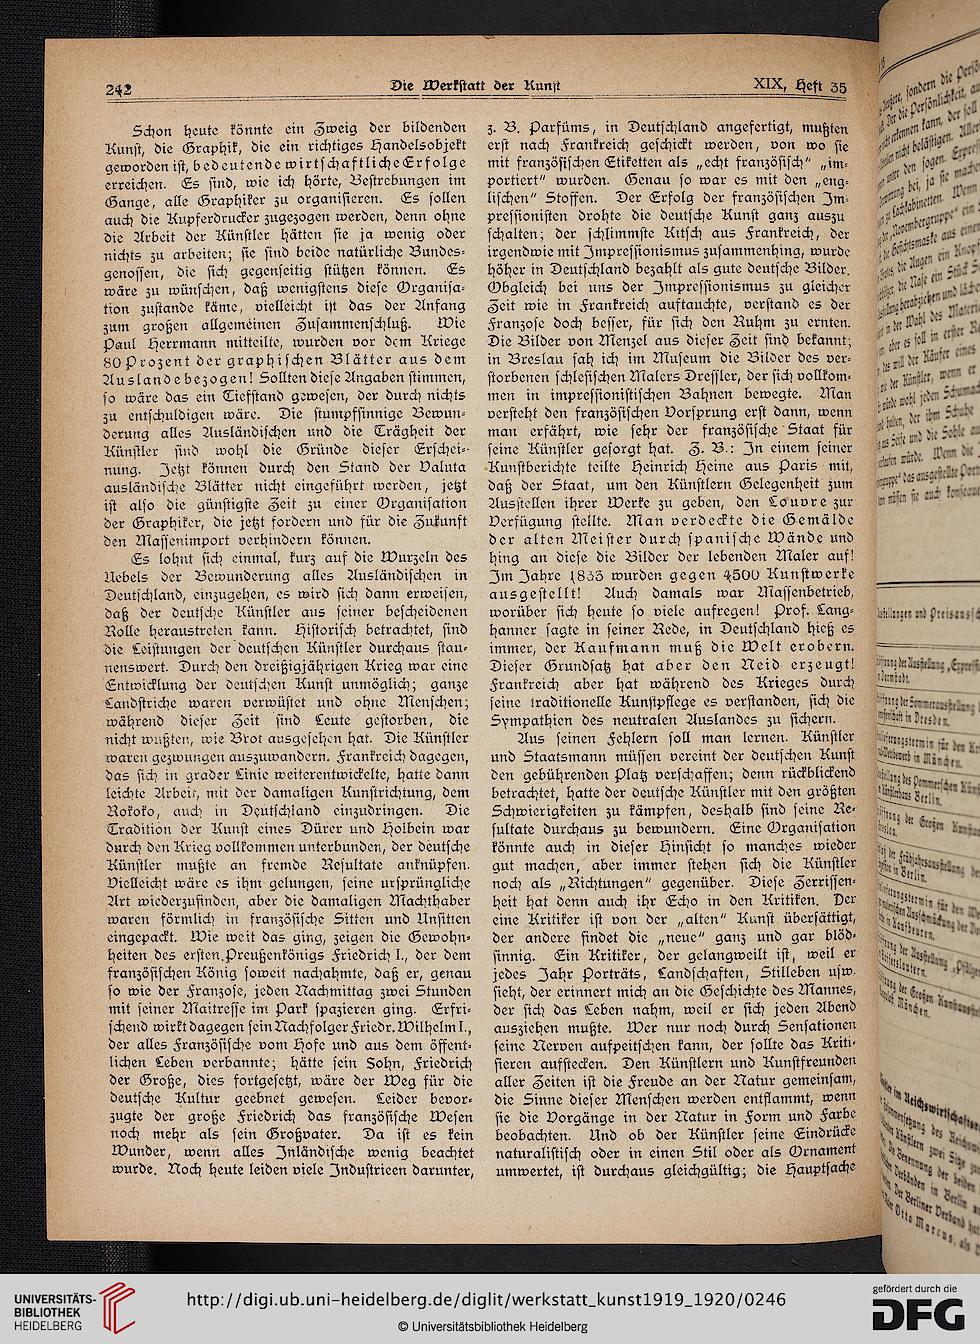 242
Die Werkstatt der Kunst
XIX, Heft 35
Schon heute könnte ein Zweig der bildenden
Kunst, die Graphik, die ein richtiges Handelsobjekt
geworden ist, bedeutende wirtschaftliche Erfolge
erreichen. Es sind, wie ich hörte, Bestrebungen im
Gange, alle Graphiker zu organisieren. Es sollen
auch die Kupferdrucker zugezogen werden, denn ohne
die Arbeit der Künstler hätten sie ja wenig oder
nichts zu arbeiten; sie sind beide natürliche Bundes-
genossen, die sich gegenseitig stützen können. Es
wäre zu wünschen, daß wenigstens diese Organisa-
tion zustande käme, vielleicht ist das der Anfang
zum großen allgemeinen Zusammenschluß. Wie
Paul Herrmann mitteilte, wurden vor dem Kriege
80 Prozent der graphischen Blätter aus dem
Auslande bezogen! Sollten diese Angaben stimmen,
so wäre das ein Tiefstand gewesen, der durch nichts
zu entschuldigen wäre. Die stumpfsinnige Bewun-
derung alles Ausländischen und die Trägheit der
Künstler sind wohl die Gründe dieser Erschei-
nung. Jetzt können durch den Stand der Valuta
ausländische Blätter nicht eingeführt werden, jetzt
ist also die günstigste Zeit zu einer Organisation
der Graphiker, die jetzt fordern und für die Zukunft
den Massenimport verhindern können.
Es lohnt sich einmal, kurz auf die Wurzeln des
Uebels der Bewunderung alles Ausländischen in
Deutschland, einzugehen, es wird sich dann erweisen,
daß der deutsche Künstler aus seiner bescheidenen
Rolle heraustreten kann. Historisch betrachtet, sind
die Leistungen der deutschen Künstler durchaus stau-
nenswert. Durch den dreißigjährigen Krieg war eine
Entwicklung der deutschen Kunst unmöglich; ganze
Landstriche waren verwüstet und ohne Menschen;
während dieser Zeit sind Leute gestorben, die
nicht wußten, wie Brot ausgesehen hat. Die Künstler
waren gezwungen auszuwandern. Frankreich dagegen,
das sich in grader Linie weiterentwickelte, hatte dann
leichte Arbeit, mit der damaligen Kunstrichtung, dem
Rokoko, auch in Deutschland einzudringen. Die
Tradition der Kunst eines Dürer und Holbein war
durch den Krieg vollkommen unterbunden, der deutsche
Künstler mußte an fremde Resultate anknüpfen.
Vielleicht wäre es ihm gelungen, seine ursprüngliche
Art wiederzufinden, aber die damaligen Machthaber
waren förmlich in französische Sitten und Unsitten
eingepackt. Wie weit das ging, zeigen die Gewohn-
heiten des ersten Preußenkönigs Friedrich I., der dem
französischen König soweit nachahmte, daß er, genau
so wie der Franzose, jeden Nachmittag zwei Stunden
mit seiner Maitresse im Park spazieren ging. Erfri-
schend wirkt dagegen sein Nachfolger Friedr. Wilhelm I.,
der alles Französische vom Hofe und aus dem öffent-
lichen Leben verbannte; hätte sein Sohn, Friedrich
der Große, dies fortgesetzt, wäre der Weg für die
deutsche Kultur geebnet gewesen. Leider bevor-
zugte der große Friedrich das französische Wesen
noch mehr als sein Großvater. Da ist es kein
Wunder, wenn alles Inländische wenig beachtet
wurde. Noch heute leiden viele Industrieen darunter,
z. B. Parfüms, in Deutschland angefertigt, mußten
erst nach Frankreich geschickt werden, von wo sie
mit französischen Etiketten als „echt französisch“ „im-
portiert“ wurden. Genau so war es mit den „eng-
lischen“ Stoffen. Der Erfolg der französischen Im-
pressionisten drohte die deutsche Kunst ganz auszu
schalten; der schlimmste Kitsch aus Frankreich, der
irgendwie mit Impressionismus zusammenhing, wurde
höher in Deutschland bezahlt als gute deutsche Bilder.
Obgleich bei uns der Impressionismus zu gleicher
Zeit wie in Frankreich auftauchte, verstand es der
Franzose doch besser, für sich den Ruhm zu ernten.
Die Bilder von Menzel aus dieser Zeit sind bekannt;
in Breslau sah ich im Museum die Bilder des ver-
storbenen schlesischen Malers Dressler, der sich vollkom-
men in impressionistischen Bahnen bewegte. Man
versteht den französischen Vorsprung erst dann, wenn
man erfährt, wie sehr der französische Staat für
seine Künstler gesorgt hat. Z. B.: In einem seiner
Kunstberichte teilte Heinrich Heine aus Paris mit,
daß der Staat, um den Künstlern Gelegenheit zum
Ausstellen ihrer Werke zu geben, den Louvre zur
Verfügung stellte. Man verdeckte die Gemälde
der alten Meister durch spanische Wände und
hing an diese die Bilder der lebenden Maler auf!
Im Jahre 1833 wurden gegen 4500 Kunstwerke
ausgestellt! Auch damals war Massenbetrieb,
worüber sich heute so viele aufregen! Prof. Lang-
hanner sagte in seiner Rede, in Deutschland hieß es
immer, der Kaufmann muß die Welt erobern.
Dieser Grundsatz hat aber den Neid erzeugt!
Frankreich aber hat während des Krieges durch
seine traditionelle Kunstpflege es verstanden, sich die
Sympathien des neutralen Auslandes zu sichern.
Aus seinen Fehlern soll man lernen. Künstler
und Staatsmann müssen vereint der deutschen Kunst
den gebührenden Platz verschaffen; denn rückblickend
betrachtet, hatte der deutsche Künstler mit den größten
Schwierigkeiten zu kämpfen, deshalb sind seine Re-
sultate durchaus zu bewundern. Eine Organisation
könnte auch in dieser Hinsicht so manches wieder
gut machen, aber immer stehen sich die Künstler
noch als „Richtungen“ gegenüber. Diese Zerrissen-
heit hat denn auch ihr Echo in den Kritiken. Der
eine Kritiker ist von der „alten“ Kunst übersättigt,
der andere findet die „neue“ ganz und gar blöd-
sinnig. Ein Kritiker, der gelangweilt ist, weil er
jedes Jahr Porträts, Landschaften, Stilleben usw.
sieht, der erinnert mich an die Geschichte des Mannes,
der sich das Leben nahm, weil er sich jeden Abend
ausziehen mußte. Wer nur noch durch Sensationen
seine Nerven aufpeitschen kann, der sollte das Kriti-
sieren aufstecken. Den Künstlern und Kunstfreunden
aller Zeiten ist die Freude an der Natur gemeinsam,
die Sinne dieser Menschen werden entflammt, wenn
sie die Vorgänge in der Natur in Form und Farbe
beobachten. Und ob der Künstler seine Eindrücke
naturalistisch oder in einen Stil oder als Ornament
umwertet, ist durchaus gleichgültig; die Hauptsache
UNIVERSITÄTS-
BIBLIOTHEK
HEIDELBERG
http://digi.ub.uni-heidelberg.de/diglit/werkstatt_kunst1919_1920/0246
© Universitätsbibliothek Heidelberg
gefördert durch die
DFG